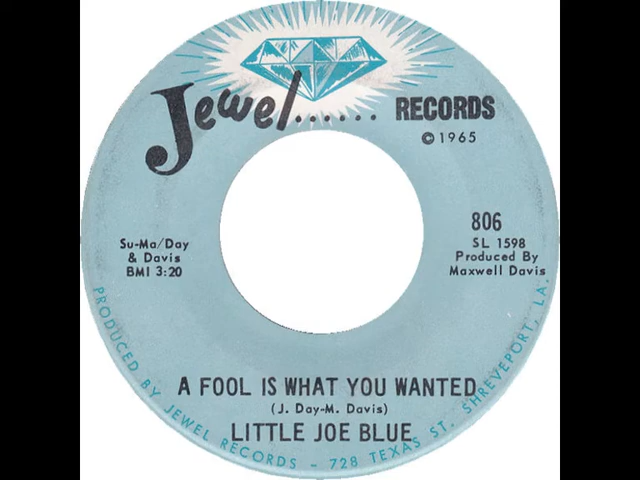 Jewel...... RECORDS
©1965
806
SL 1598
Produced By
Maxwell Davis
Su-Ma/Day
& Davis
BMI 3:20
A FOOL IS WHAT YOU WANTED
(J. Day-M. Davis)
LITTLE JOE BLUE
PRODUCED BY JEWEL RECORDS – 728 TEXAS ST. SHREVEPORT, LA.